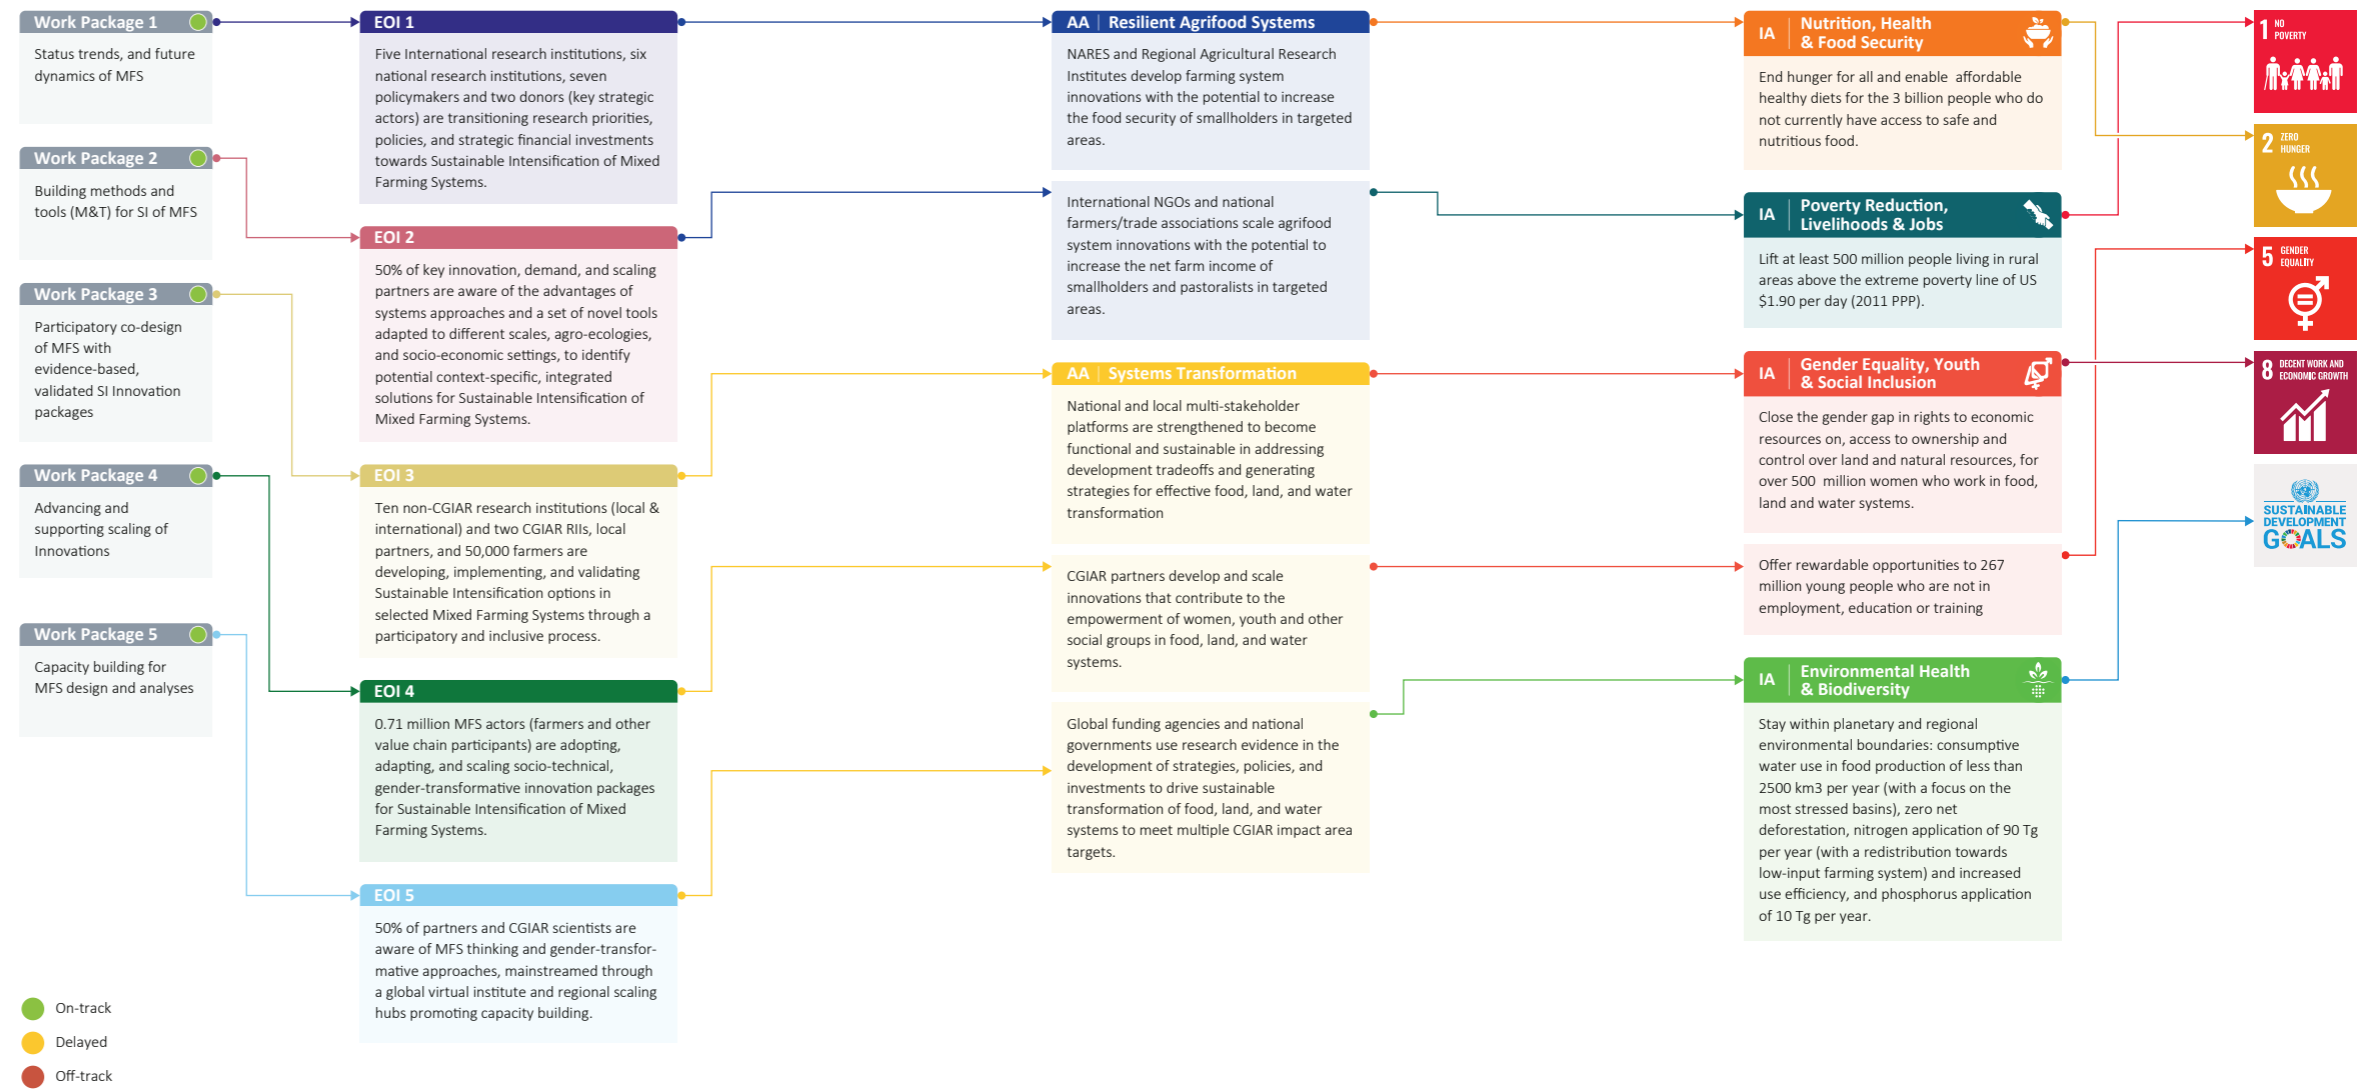 Work Package 1
Status trends, and future
dynamics of MFS
Work Package 2
Building methods and
tools (M&T) for SI of MFS
Work Package 3
Participatory co-design
of MFS with
evidence-based,
validated SI Innovation
packages
Work Package 4
Advancing and
supporting scaling of
Innovations
Work Package 5
Capacity building for
MFS design and analyses
On-track
Delayed
Off-track
EOI 1
Five International research institutions, six
national research institutions, seven
policymakers and two donors (key strategic
actors) are transitioning research priorities,
policies, and strategic financial investments
towards Sustainable Intensification of Mixed
Farming Systems.
EOI 2
50% of key innovation, demand, and scaling
partners are aware of the advantages of
systems approaches and a set of novel tools
adapted to different scales, agro-ecologies,
and socio-economic settings, to identify
potential context-specific, integrated
solutions for Sustainable Intensification of
Mixed Farming Systems.
EOI 3
Ten non-CGIAR research institutions (local &
international) and two CGIAR RIIs, local
partners, and 50,000 farmers are
developing, implementing, and validating
Sustainable Intensification options in
selected Mixed Farming Systems through a
participatory and inclusive process.
EOI 4
0.71 million MFS actors (farmers and other
value chain participants) are adopting,
adapting, and scaling socio-technical,
gender-transformative innovation packages
for Sustainable Intensification of Mixed
Farming Systems.
EOI 5
50% of partners and CGIAR scientists are
aware of MFS thinking and gender-transfor-
mative approaches, mainstreamed through
a global virtual institute and regional scaling
hubs promoting capacity building.
AA | Resilient Agrifood Systems
NARES and Regional Agricultural Research
Institutes develop farming system
innovations with the potential to increase
the food security of smallholders in targeted
areas.
International NGOs and national
farmers/trade associations scale agrifood
system innovations with the potential to
increase the net farm income of
smallholders and pastoralists in targeted
areas.
AA | Systems Transformation
National and local multi-stakeholder
platforms are strengthened to become
functional and sustainable in addressing
development tradeoffs and generating
strategies for effective food, land, and water
transformation
CGIAR partners develop and scale
innovations that contribute to the
empowerment of women, youth and other
social groups in food, land, and water
systems.
Global funding agencies and national
governments use research evidence in the
development of strategies, policies, and
investments to drive sustainable
transformation of food, land, and water
systems to meet multiple CGIAR impact area
targets.
IA | Nutrition, Health
& Food Security
End hunger for all and enable affordable
healthy diets for the 3 billion people who do
not currently have access to safe and
nutritious food.
IA | Poverty Reduction,
Livelihoods & Jobs
Lift at least 500 million people living in rural
areas above the extreme poverty line of US
$1.90 per day (2011 PPP).
IA | Gender Equality, Youth
& Social Inclusion
Close the gender gap in rights to economic
resources on, access to ownership and
control over land and natural resources, for
over 500 million women who work in food,
land and water systems.
Offer rewardable opportunities to 267
million young people who are not in
employment, education or training
IA | Environmental Health
& Biodiversity
Stay within planetary and regional
environmental boundaries: consumptive
water use in food production of less than
2500 km3 per year (with a focus on the
most stressed basins), zero net
deforestation, nitrogen application of 90 Tg
per year (with a redistribution towards
low-input farming system) and increased
use efficiency, and phosphorus application
of 10 Tg per year.
1 NO
POVERTY
2 ZERO
HUNGER
5 GENDER
EQUALITY
8 DECENT WORK AND
ECONOMIC GROWTH
SUSTAINABLE
DEVELOPMENT
GOALS